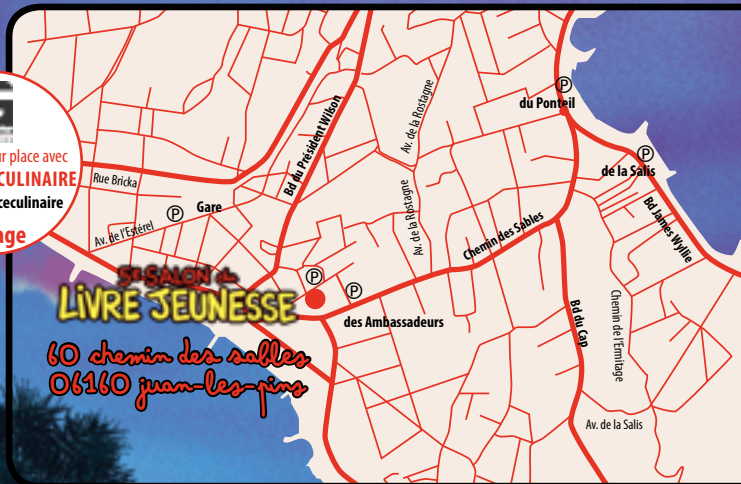 ur place avec
CULINAIRE
ceculinaire
age
Rue Bricka
Av. de l'Estérel
P
Gare
Bd du Président Wilson
Av. de la Rostagne
Av. de la Rostagne
P
du Ponteil
P
de la Salis
Bd James Wyllie
Chemin des Sables
P
P
des Ambassadeurs
5E SALON du
LIVRE JEUNESSE
60 chemin des sables
06160 juan-les-pins
Bd du Cap
Chemin de l'Ermitage
Av. de la Salis